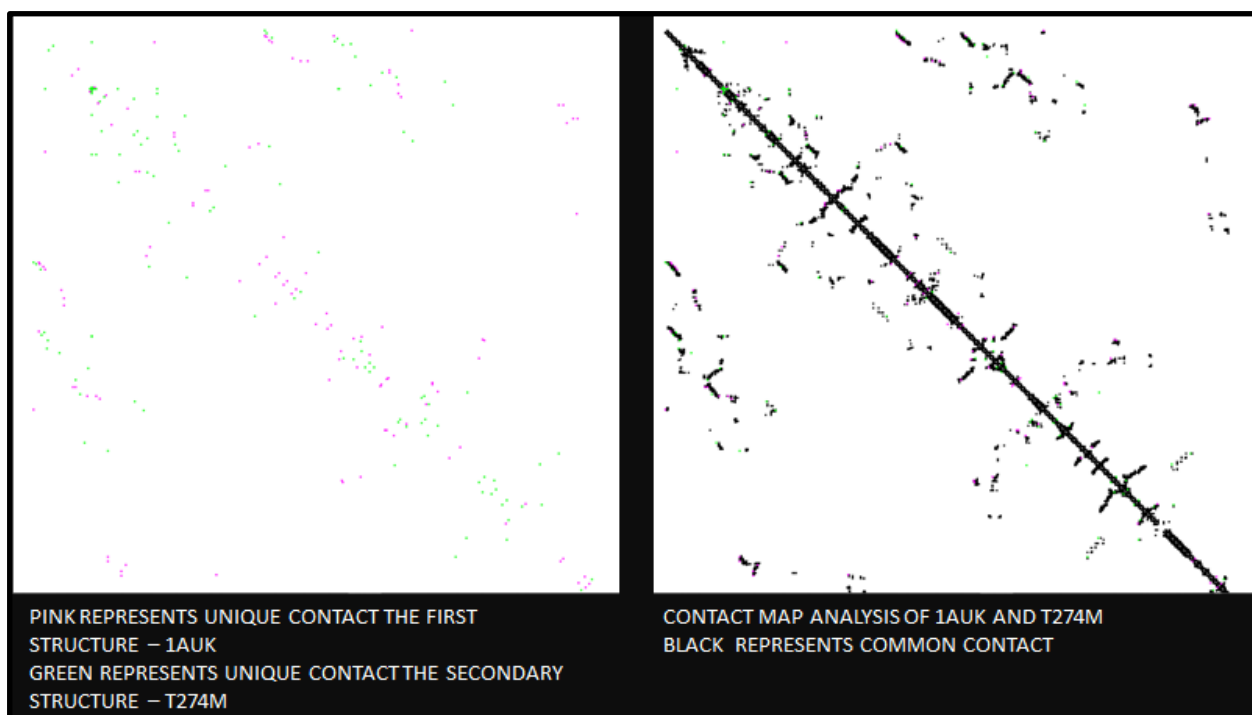 PINK REPRESENTS UNIQUE CONTACT THE FIRST
STRUCTURE – 1AUK
GREEN REPRESENTS UNIQUE CONTACT THE SECONDARY
STRUCTURE – T274M
CONTACT MAP ANALYSIS OF 1AUK AND T274M
BLACK REPRESENTS COMMON CONTACT